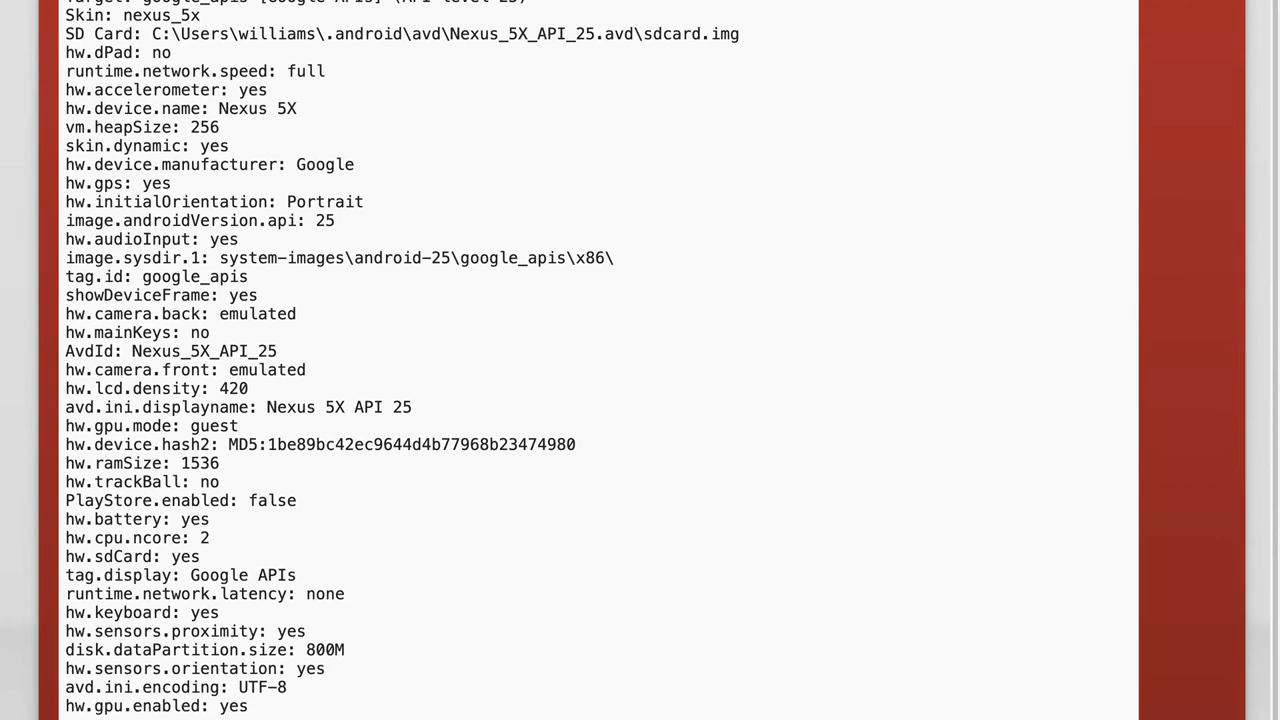 Target: google_apis [Google APIs] (API level 25)
Skin: nexus_5x
SD Card: C:\Users\williams\.android\avd\Nexus_5X_API_25.avd\sdcard.img
hw.dPad: no
runtime.network.speed: full
hw.accelerometer: yes
hw.device.name: Nexus 5X
vm.heapSize: 256
skin.dynamic: yes
hw.device.manufacturer: Google
hw.gps: yes
hw.initialOrientation: Portrait
image.androidVersion.api: 25
hw.audioInput: yes
image.sysdir.1: system-images\android-25\google_apis\x86\
tag.id: google_apis
showDeviceFrame: yes
hw.camera.back: emulated
hw.mainKeys: no
AvdId: Nexus_5X_API_25
hw.camera.front: emulated
hw.lcd.density: 420
avd.ini.displayname: Nexus 5X API 25
hw.gpu.mode: guest
hw.device.hash2: MD5:1be89bc42ec9644d4b77968b23474980
hw.ramSize: 1536
hw.trackBall: no
PlayStore.enabled: false
hw.battery: yes
hw.cpu.ncore: 2
hw.sdCard: yes
tag.display: Google APIs
runtime.network.latency: none
hw.keyboard: yes
hw.sensors.proximity: yes
disk.dataPartition.size: 800M
hw.sensors.orientation: yes
avd.ini.encoding: UTF-8
hw.gpu.enabled: yes